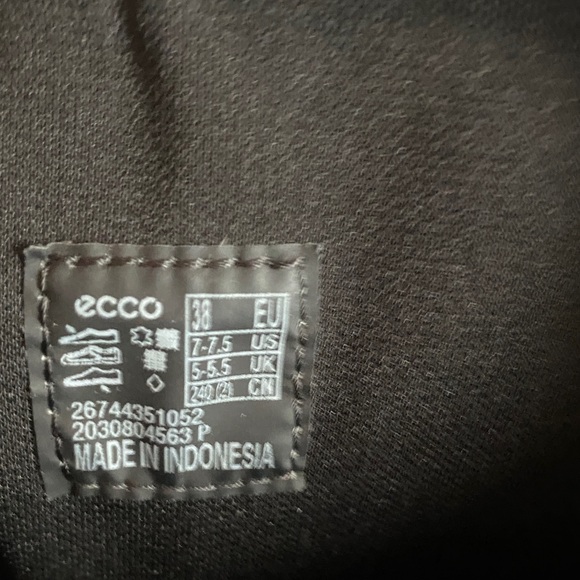 ecco
38 EU
7-7.5 US
5-5.5 UK
240 (2) CN
26744351052
2030804563 P
MADE IN INDONESIA